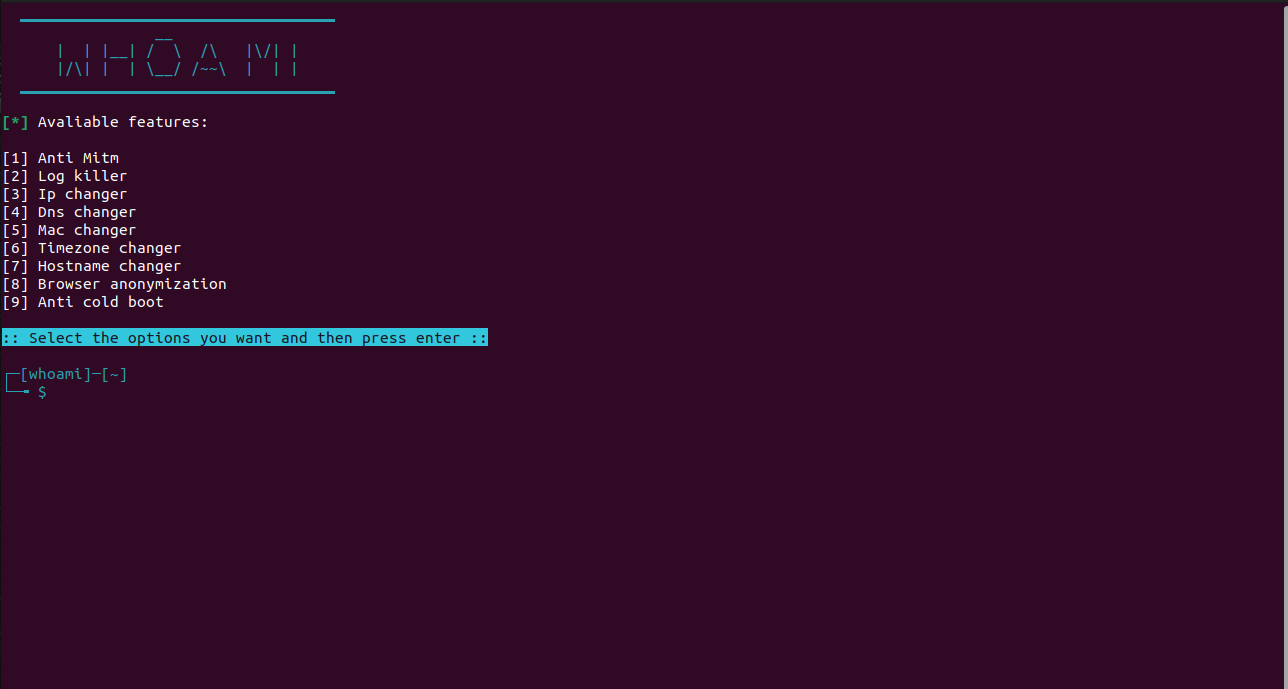 WHOAMI
[*] Avaliable features:
[1] Anti Mitm
[2] Log killer
[3] Ip changer
[4] Dns changer
[5] Mac changer
[6] Timezone changer
[7] Hostname changer
[8] Browser anonymization
[9] Anti cold boot
:: Select the options you want and then press enter ::
┌─[whoami]─[~]
└──╼ $